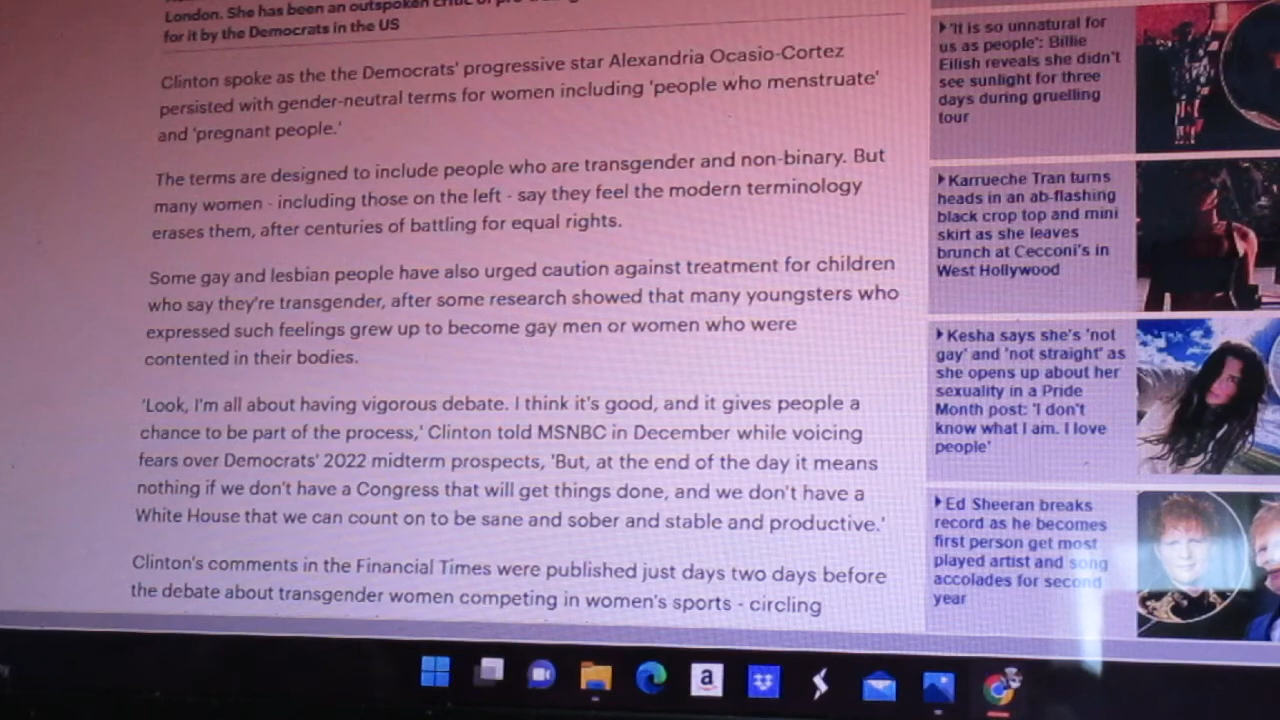 London. She has been an outspoken critic of
for it by the Democrats in the US
Clinton spoke as the the Democrats' progressive star Alexandria Ocasio-Cortez
persisted with gender-neutral terms for women including 'people who menstruate'
and 'pregnant people.'
The terms are designed to include people who are transgender and non-binary. But
many women - including those on the left - say they feel the modern terminology
erases them, after centuries of battling for equal rights.
Some gay and lesbian people have also urged caution against treatment for children
who say they're transgender, after some research showed that many youngsters who
expressed such feelings grew up to become gay men or women who were
contented in their bodies.
'Look, I'm all about having vigorous debate. I think it's good, and it gives people a
chance to be part of the process,' Clinton told MSNBC in December while voicing
fears over Democrats' 2022 midterm prospects, 'But, at the end of the day it means
nothing if we don't have a Congress that will get things done, and we don't have a
White House that we can count on to be sane and sober and stable and productive.'
Clinton's comments in the Financial Times were published just days two days before
the debate about transgender women competing in women's sports - circling
'It is so unnatural for
us as people': Billie
Eilish reveals she didn't
see sunlight for three
days during gruelling
tour
Karrueche Tran turns
heads in an ab-flashing
black crop top and mini
skirt as she leaves
brunch at Cecconi's in
West Hollywood
Kesha says she's 'not
gay' and 'not straight' as
she opens up about her
sexuality in a Pride
Month post: 'I don't
know what I am. I love
people'
Ed Sheeran breaks
record as he becomes
first person get most
played artist and song
accolades for second
year
a